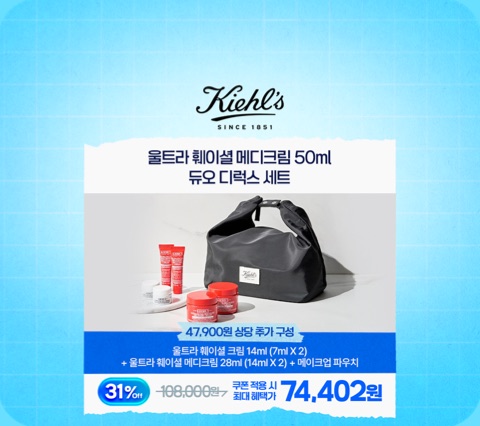 Kiehl's
SINCE 1851
울트라 훼이셜 메디크림 50ml
듀오 디럭스 세트
47,900원 상당 추가 구성
울트라 훼이셜 크림 14ml (7ml X 2)
+ 울트라 훼이셜 메디크림 28ml (14ml X 2) + 메이크업 파우치
31%Off
108,000원
쿠폰 적용 시
최대 혜택가
74,402원